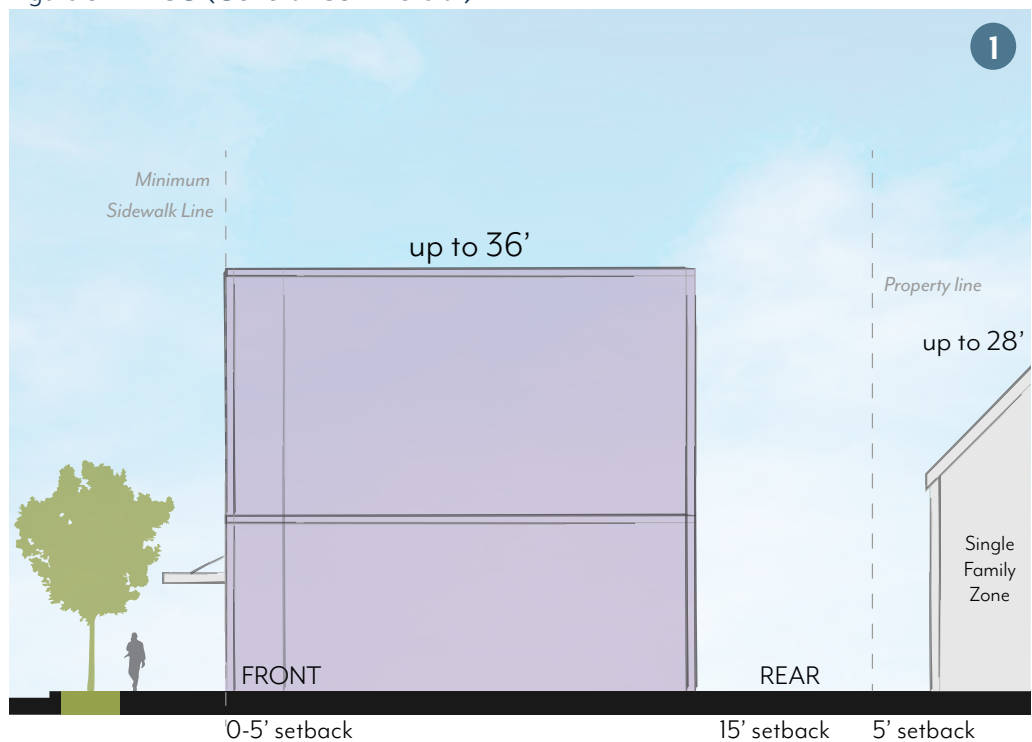 1
Minimum
Sidewalk Line
up to 36’
Property line
up to 28’
Single
Family
Zone
FRONT
REAR
0-5’ setback
15’ setback
5’ setback